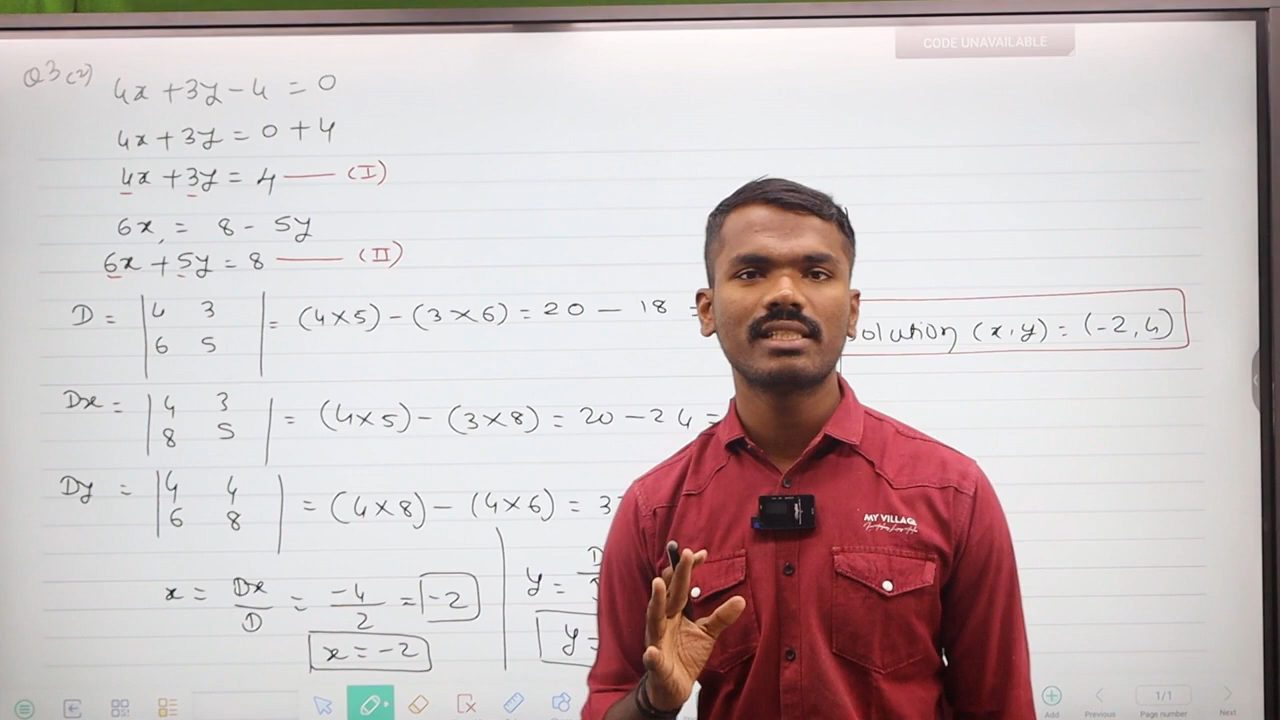 CODE UNAVAILABLE
Q3(2)
4x + 3y - 4 = 0
4x + 3y = 0 + 4
4x + 3y = 4 —— (I)
6x = 8 - 5y
6x + 5y = 8 —— (II)
D = | 4 3 | = (4×5) - (3×6) = 20 - 18 =
6 5
Solution (x,y) = (-2,4)
Dx = | 4 3 | = (4×5) - (3×8) = 20 - 24 =
8 5
Dy = | 4 4 | = (4×8) - (4×6) =
6 8
x = Dx/D = -4/2 = -2
y =
x = -2
y =
MY VILLAGE
Add
Previous
1/1
Page number
Next